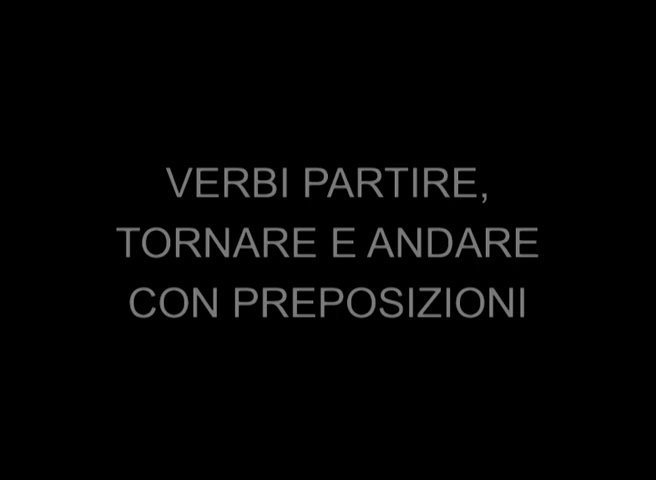 VERBI PARTIRE,
TORNARE E ANDARE
CON PREPOSIZIONI